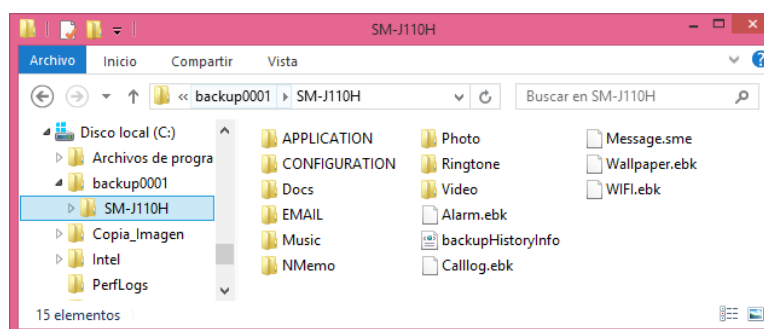 SM-J110H
Archivo Inicio Compartir Vista
« backup0001 SM-J110H Buscar en SM-J110H
Disco local (C:)
Archivos de progra
backup0001
SM-J110H
Copia_Imagen
Intel
PerfLogs
APPLICATION
CONFIGURATION
Docs
EMAIL
Music
NMemo
Photo
Ringtone
Video
Alarm.ebk
backupHistoryInfo
Calllog.ebk
Message.sme
Wallpaper.ebk
WIFI.ebk
15 elementos